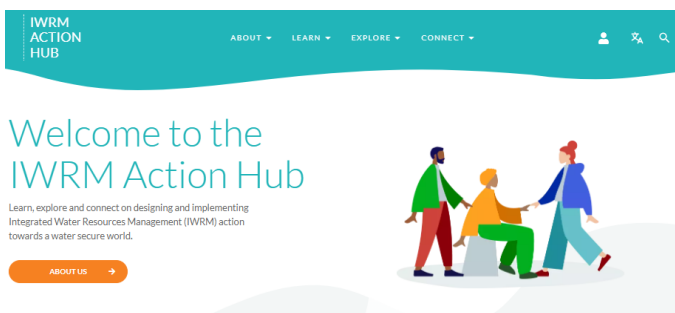 IWRM
ACTION
HUB
ABOUT LEARN EXPLORE CONNECT
Welcome to the
IWRM Action Hub
Learn, explore and connect on designing and implementing
Integrated Water Resources Management (IWRM) action
towards a water secure world.
ABOUT US